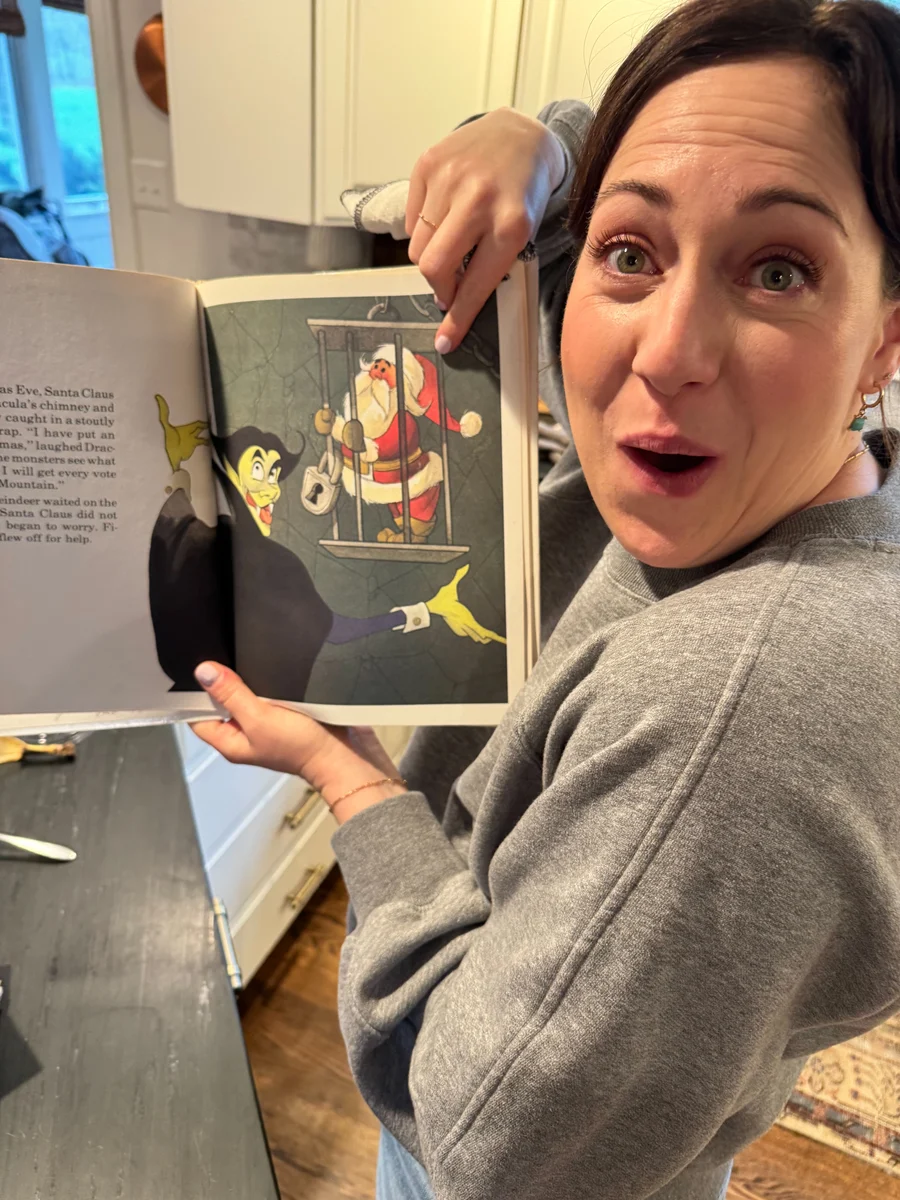 as Eve, Santa Claus
cula's chimney and
caught in a stoutly
rap. "I have put an
mas," laughed Drac-
e monsters see what
I will get every vote
Mountain."
eindeer waited on the
Santa Claus did not
began to worry. Fi-
flew off for help.